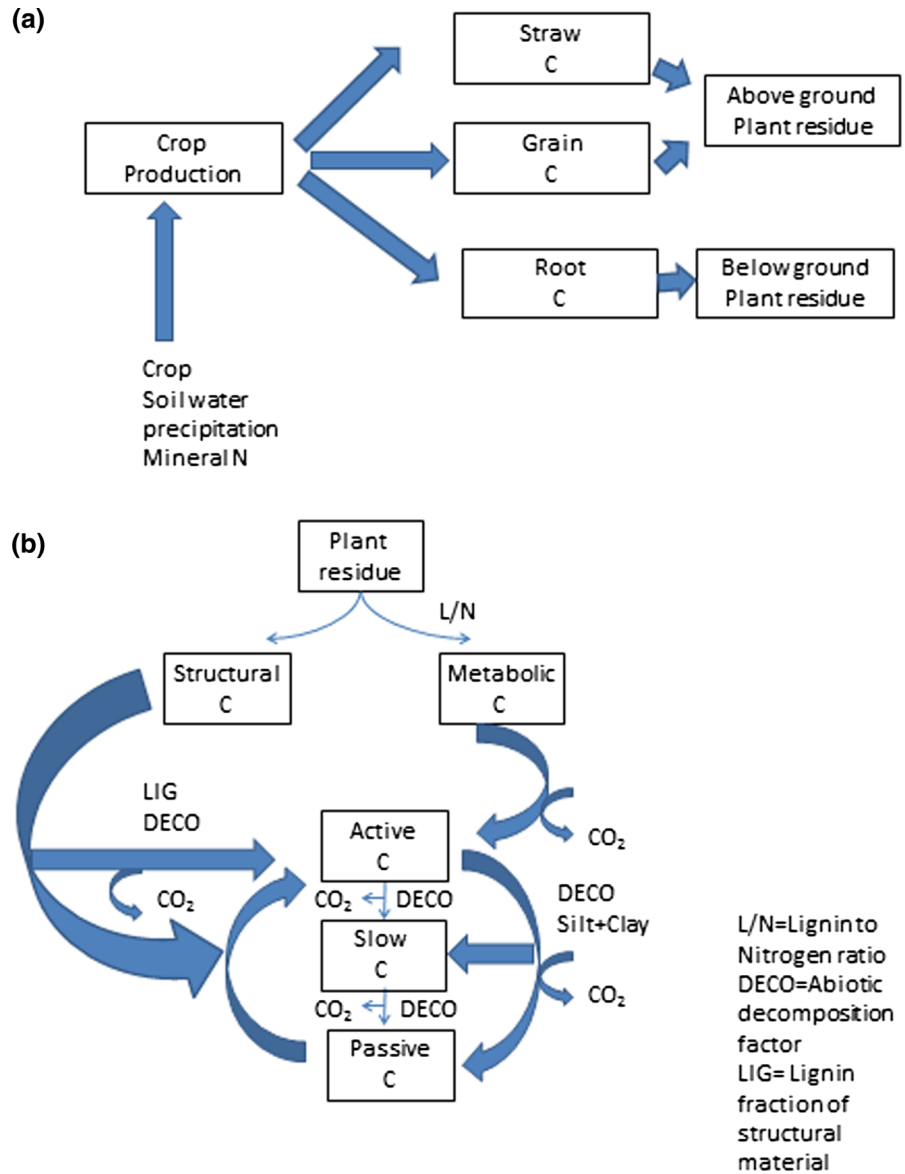 (a)
Straw
C
Above ground
Plant residue
Crop
Production
Grain
C
Root
C
Below ground
Plant residue
Crop
Soil water
precipitation
Mineral N
(b)
Plant
residue
L/N
Structural
C
Metabolic
C
LIG
DECO
CO₂
Active
C
CO₂
CO₂
DECO
Slow
C
DECO
Silt+Clay
CO₂
CO₂
DECO
Passive
C
L/N=Lignin to
Nitrogen ratio
DECO=Abiotic
decomposition
factor
LIG= Lignin
fraction of
structural
material